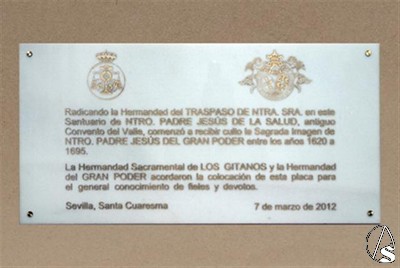 Radicando la Hermandad del TRASPASO DE NTRA. SRA. en este
Santuario de NTRO. PADRE JESÚS DE LA SALUD, antiguo
Convento del Valle, comenzó a recibir culto la Sagrada Imagen de
NTRO. PADRE JESÚS DEL GRAN PODER entre los años 1620 a
1695.
La Hermandad Sacramental de LOS GITANOS y la Hermandad
del GRAN PODER acordaron la colocación de esta placa para
el general conocimiento de fieles y devotos.
Sevilla, Santa Cuaresma 7 de marzo de 2012